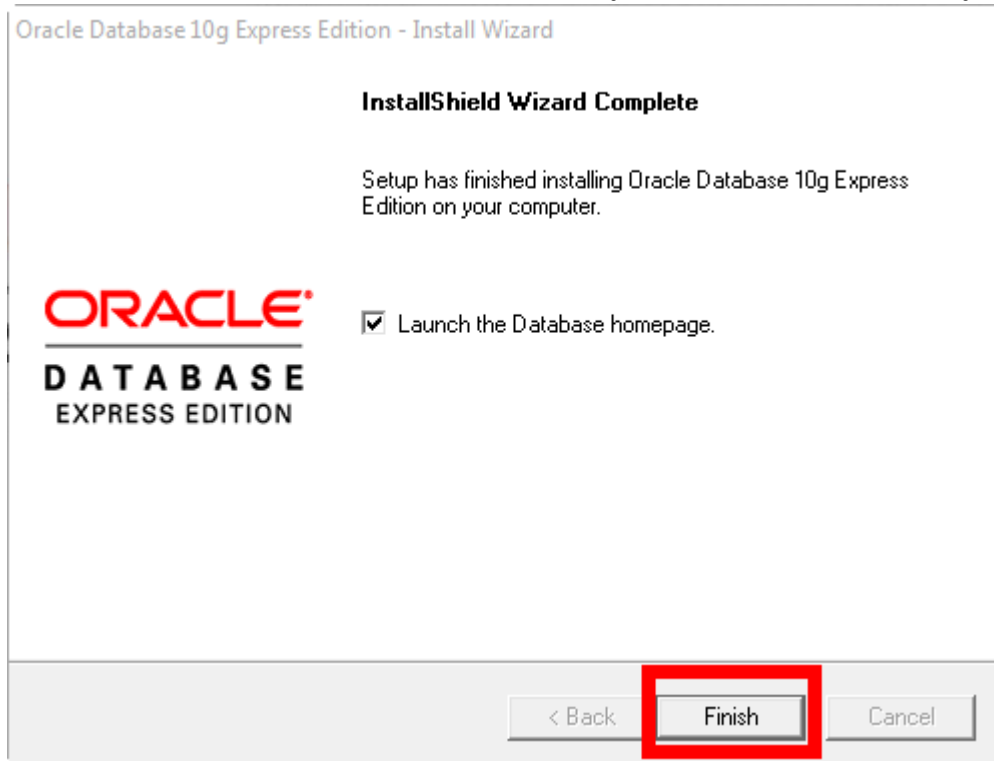 Oracle Database 10g Express Edition - Install Wizard
InstallShield Wizard Complete
Setup has finished installing Oracle Database 10g Express
Edition on your computer.
ORACLE
Launch the Database homepage.
DATABASE
EXPRESS EDITION
< Back
Finish
Cancel